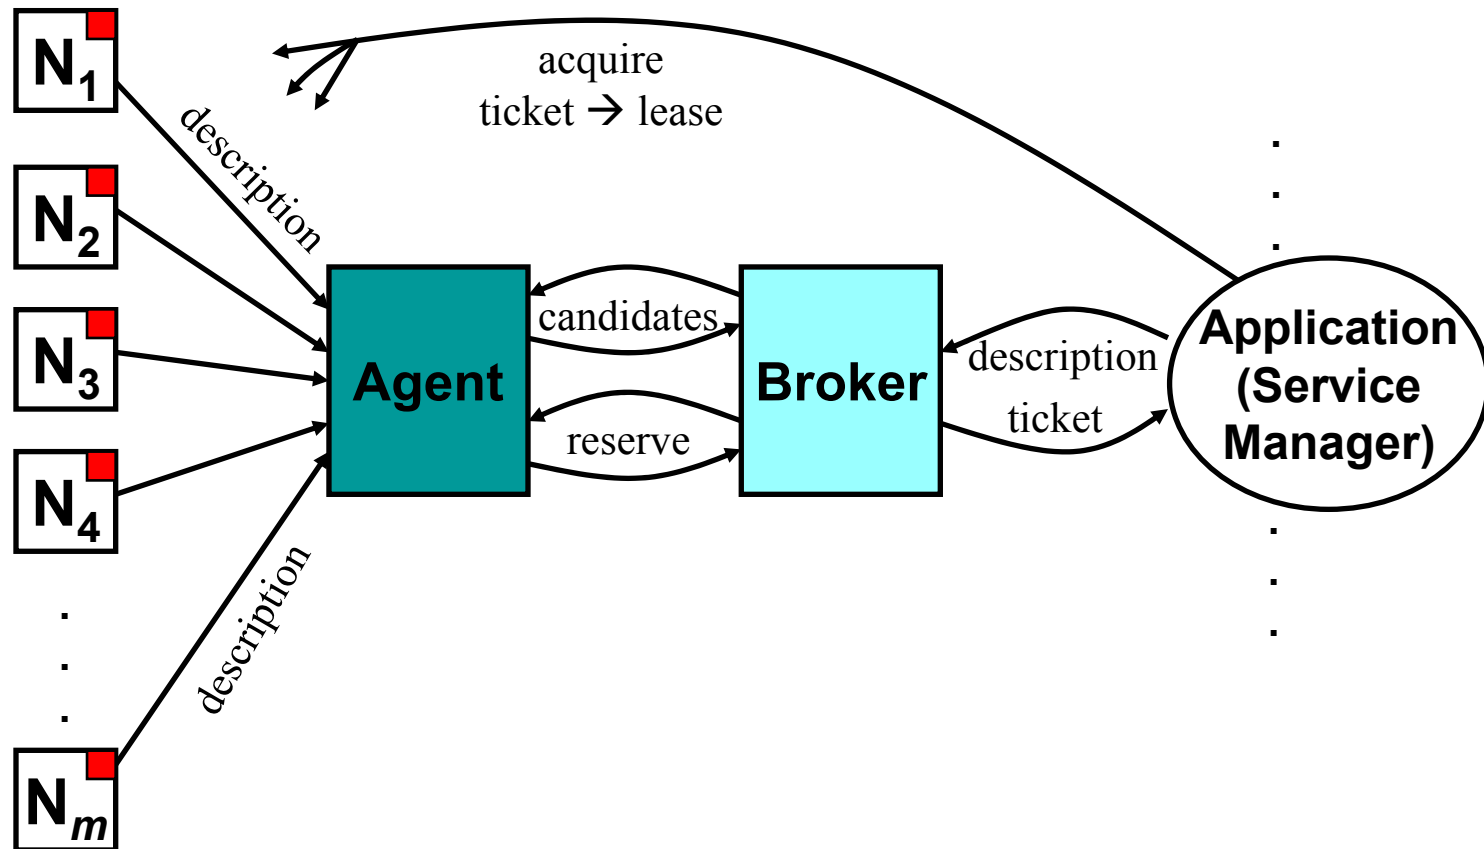 N1
acquire
ticket → lease
description
N2
N3
N4
Nm
description
Agent
candidates
reserve
Broker
description
ticket
Application
(Service
Manager)